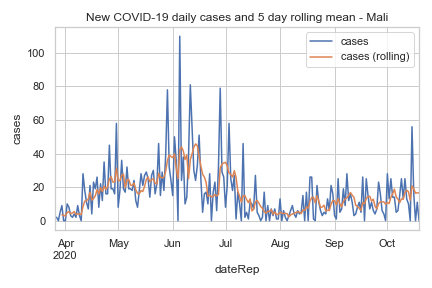 New COVID-19 daily cases and 5 day rolling mean - Mali
cases
cases (rolling)
100
80
60
40
20
0
cases
Apr May Jun Jul Aug Sep Oct
2020
dateRep